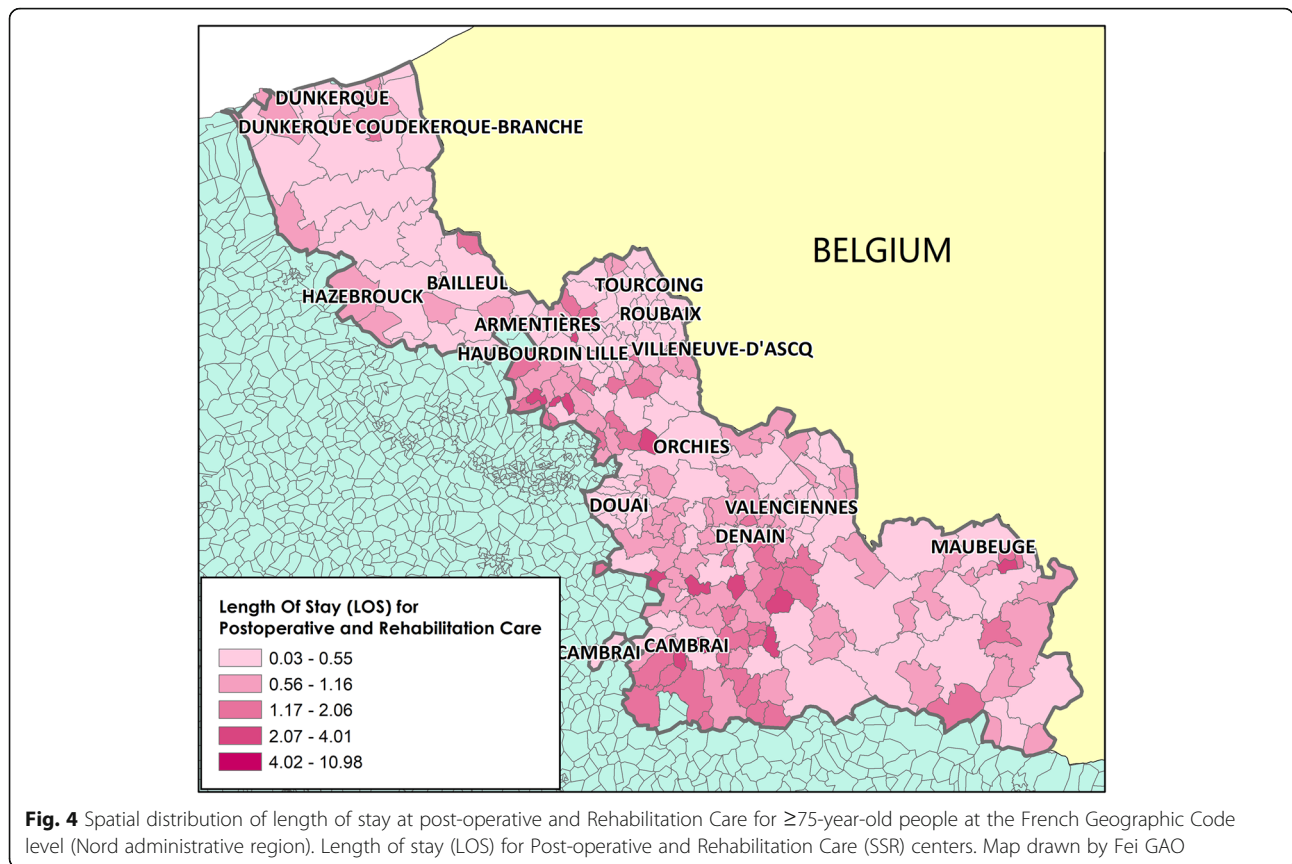 DUNKERQUE
DUNKERQUE COUDEKERQUE-BRANCHE
BELGIUM
BAILLEUL
HAZEBROUCK
TOURCOING
ROUBAIX
ARMENTIÈRES
HAUBOURDIN LILLE VILLENEUVE-D'ASCQ
ORCHIES
DOUAI
VALENCIENNES
DENAIN
MAUBEUGE
CAMBRAI CAMBRAI
Length Of Stay (LOS) for
Postoperative and Rehabilitation Care
0.03 - 0.55
0.56 - 1.16
1.17 - 2.06
2.07 - 4.01
4.02 - 10.98
Fig. 4 Spatial distribution of length of stay at post-operative and Rehabilitation Care for ≥75-year-old people at the French Geographic Code
level (Nord administrative region). Length of stay (LOS) for Post-operative and Rehabilitation Care (SSR) centers. Map drawn by Fei GAO